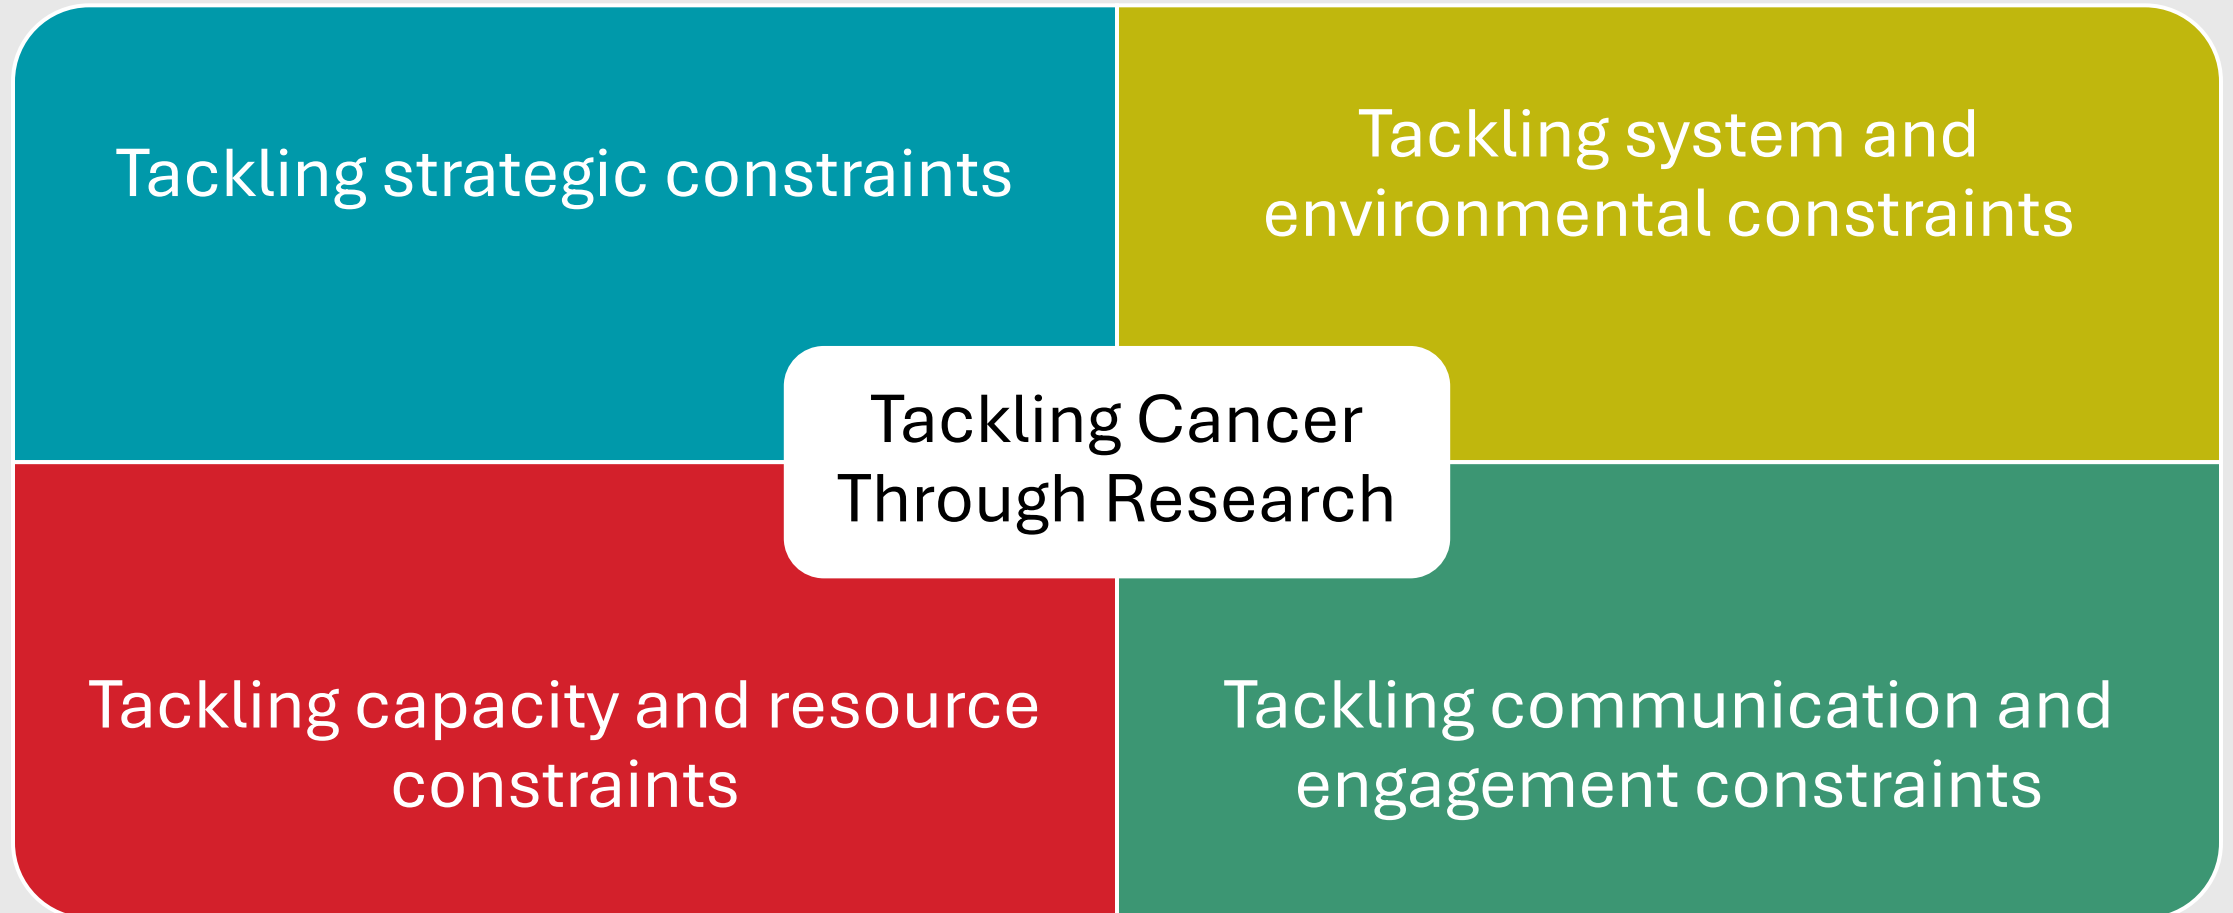 Tackling strategic constraints
Tackling system and
environmental constraints
Tackling Cancer
Through Research
Tackling capacity and resource
constraints
Tackling communication and
engagement constraints